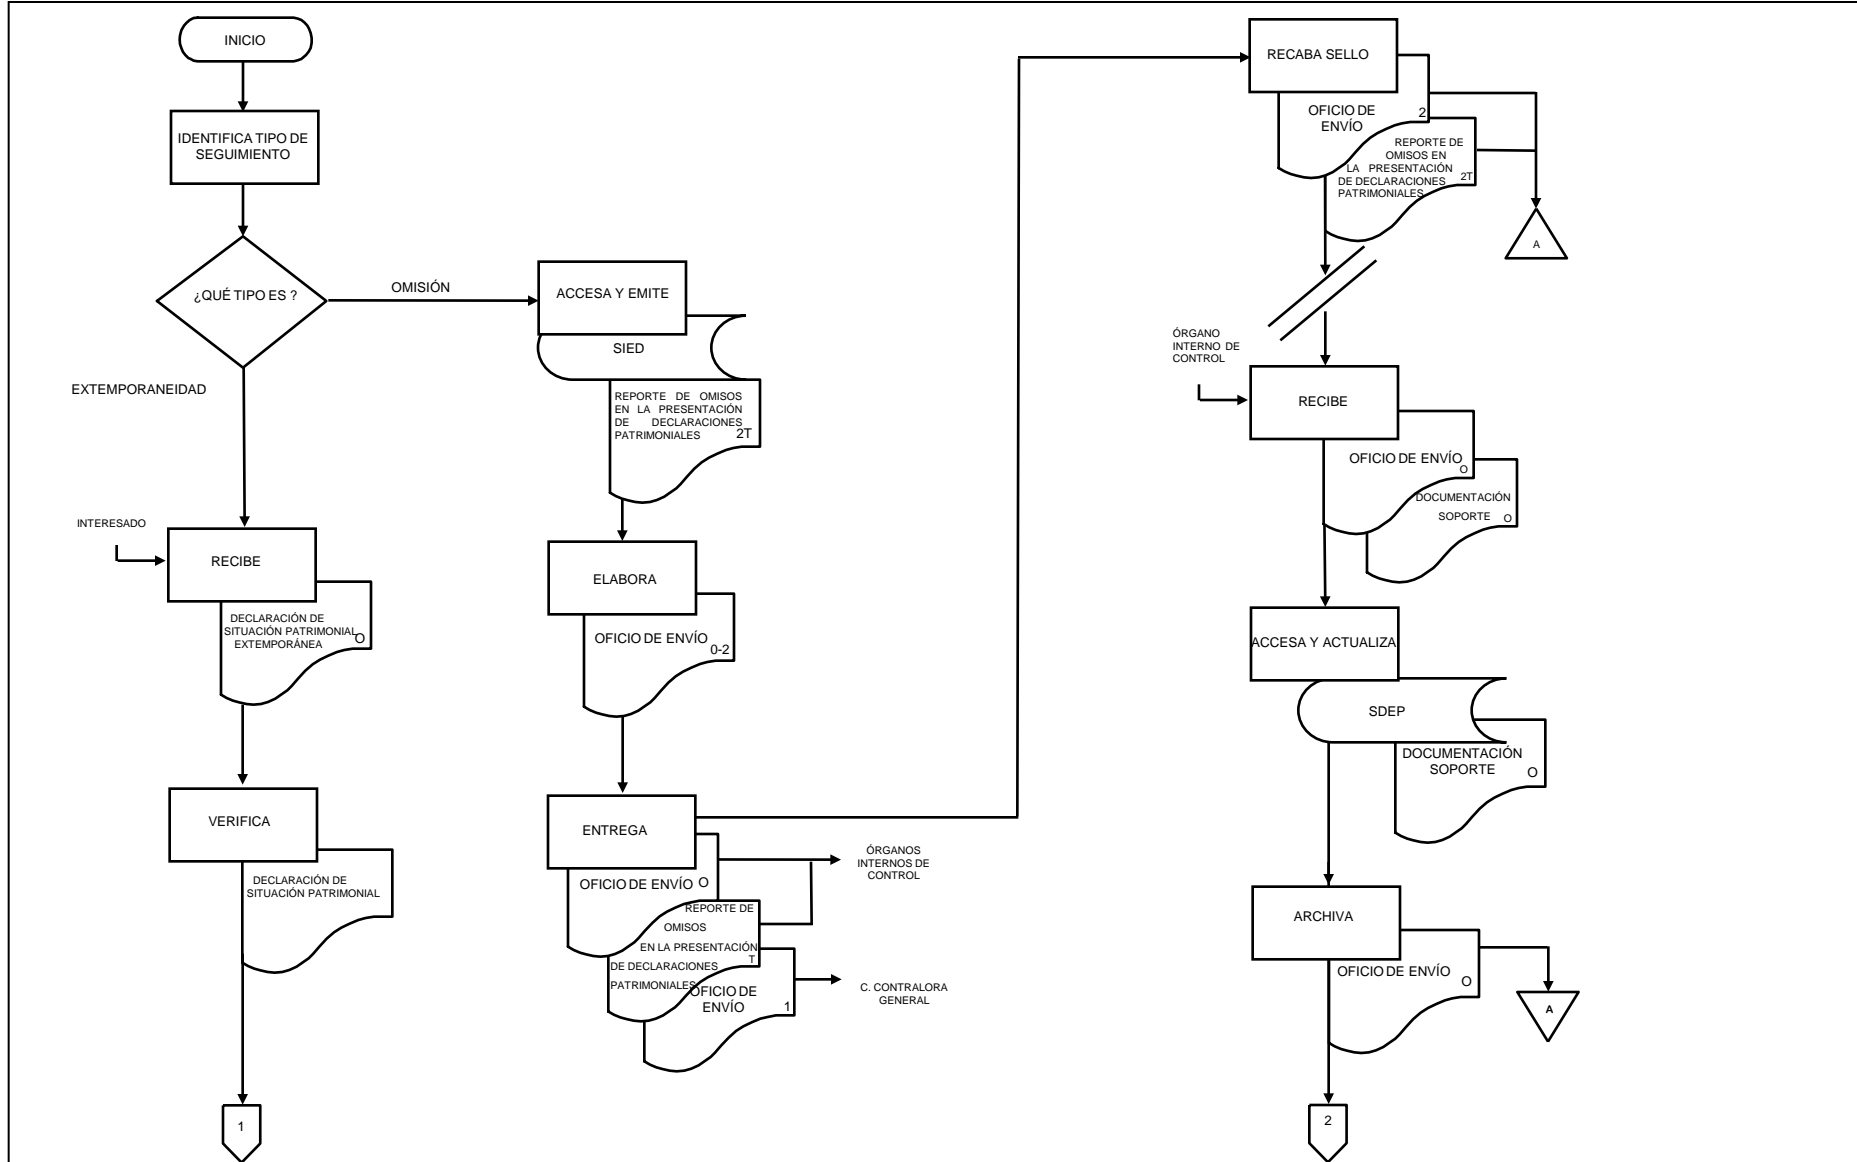 INICIO
IDENTIFICA TIPO DE
SEGUIMIENTO
¿QUÉ TIPO ES ?
OMISIÓN
EXTEMPORANEIDAD
INTERESADO
RECIBE
DECLARACIÓN DE
SITUACIÓN PATRIMONIAL
EXTEMPORÁNEA
O
VERIFICA
DECLARACIÓN DE
SITUACIÓN PATRIMONIAL
1
ACCESA Y EMITE
SIED
REPORTE DE OMISOS
EN LA PRESENTACIÓN
DE DECLARACIONES
PATRIMONIALES
2T
ELABORA
OFICIO DE ENVÍO
0-2
ENTREGA
OFICIO DE ENVÍO
O
REPORTE DE
OMISOS
EN LA PRESENTACIÓN
T
DE DECLARACIONES
PATRIMONIALES
OFICIO DE
ENVÍO
1
ÓRGANOS
INTERNOS DE
CONTROL
C. CONTRALORA
GENERAL
RECABA SELLO
OFICIO DE
ENVÍO
2
REPORTE DE
OMISOS EN
LA PRESENTACIÓN
DE DECLARACIONES
PATRIMONIALES
2T
A
ÓRGANO
INTERNO DE
CONTROL
RECIBE
OFICIO DE ENVÍO
O
DOCUMENTACIÓN
SOPORTE
O
ACCESA Y ACTUALIZA
SDEP
DOCUMENTACIÓN
SOPORTE
O
ARCHIVA
OFICIO DE ENVÍO
O
A
2